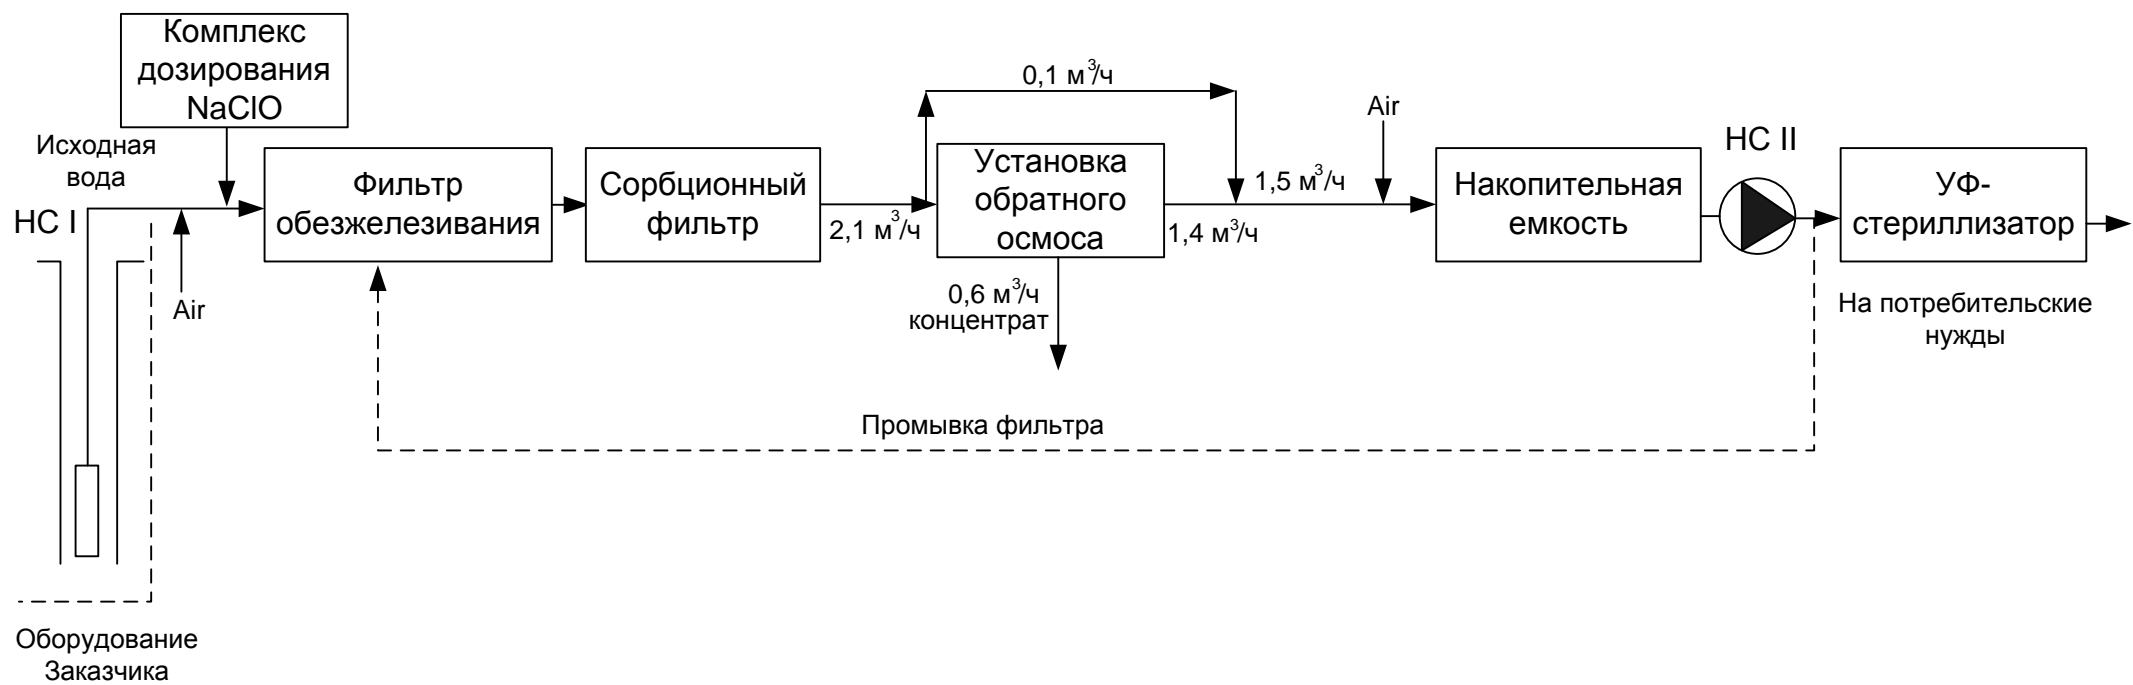 Комплекс
дозирования
NaClO
Исходная
вода
НС I
Air
Фильтр
обезжелезивания
Сорбционный
фильтр
2,1 м³/ч
0,1 м³/ч
Установка
обратного
осмоса
0,6 м³/ч
концентрат
1,5 м³/ч
1,4 м³/ч
Air
Накопительная
емкость
НС II
УФ-
стериллизатор
На потребительские
нужды
Промывка фильтра
Оборудование
Заказчика